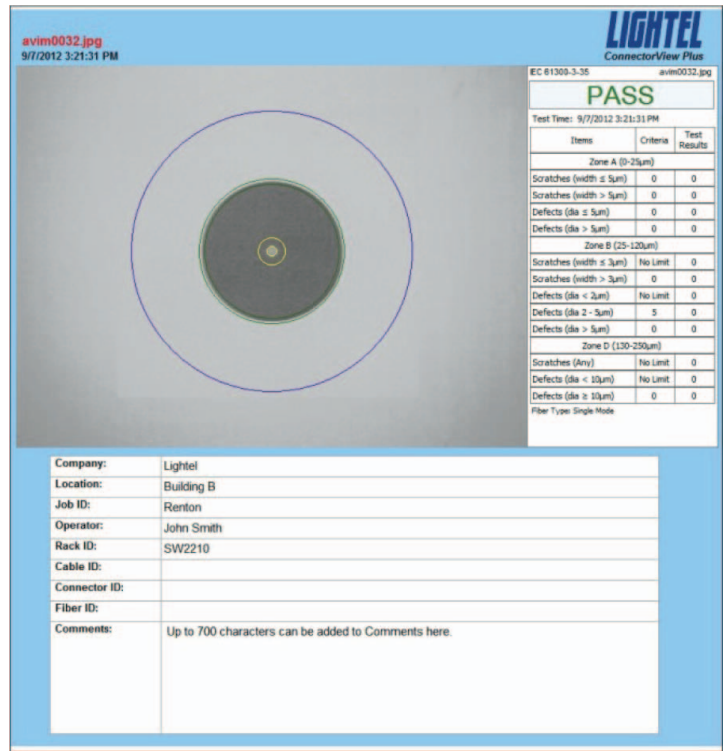 avim0032.jpg
9/7/2012 3:21:31 PM
LIGHTEL
ConnectorView Plus
IEC 61300-3-35 avim0032.jpg
PASS
Test Time: 9/7/2012 3:21:31 PM
Items Criteria Test Results
Zone A (0-25µm)
Scratches (width ≤ 5µm) 0 0
Scratches (width > 5µm) 0 0
Defects (dia ≤ 5µm) 0 0
Defects (dia > 5µm) 0 0
Zone B (25-120µm)
Scratches (width ≤ 3µm) No Limit 0
Scratches (width > 3µm) 0 0
Defects (dia < 2µm) No Limit 0
Defects (dia 2 - 5µm) 5 0
Defects (dia > 5µm) 0 0
Zone D (130-250µm)
Scratches (Any) No Limit 0
Defects (dia < 10µm) No Limit 0
Defects (dia ≥ 10µm) 0 0
Fiber Type: Single Mode
Company: Lightel
Location: Building B
Job ID: Renton
Operator: John Smith
Rack ID: SW2210
Cable ID:
Connector ID:
Fiber ID:
Comments: Up to 700 characters can be added to Comments here.